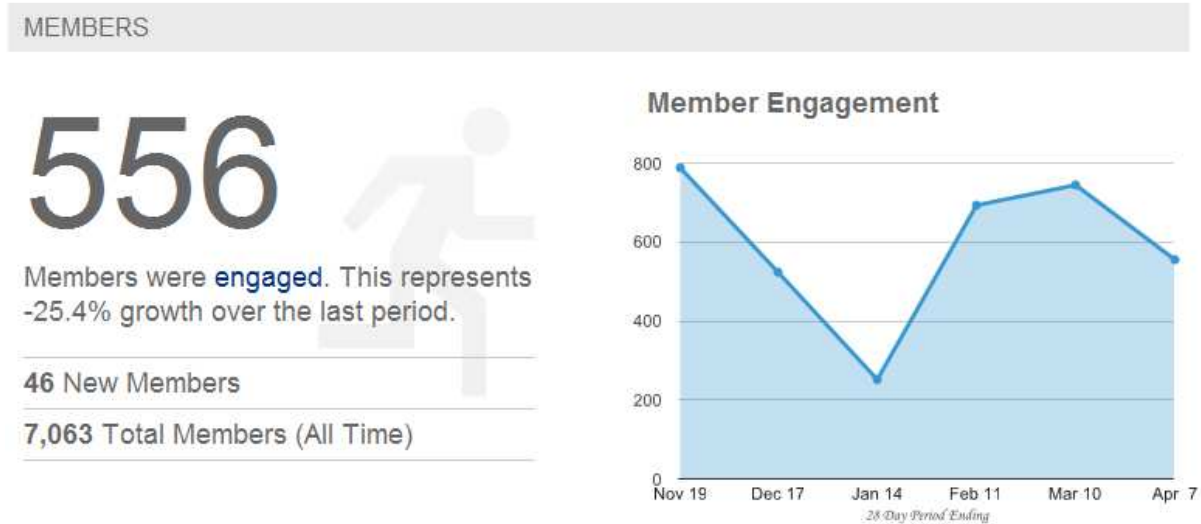 MEMBERS
556
Members were engaged. This represents
-25.4% growth over the last period.
46 New Members
7,063 Total Members (All Time)
Member Engagement
800
600
400
200
0
Nov 19 Dec 17 Jan 14 Feb 11 Mar 10 Apr 7
28 Day Period Ending